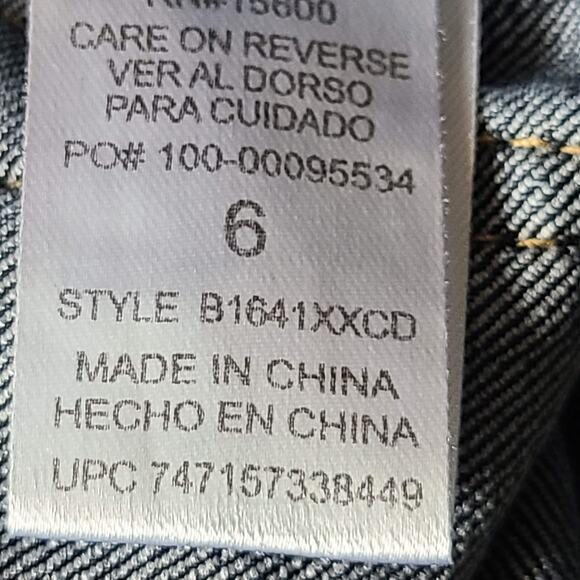 CARE ON REVERSE
VER AL DORSO
PARA CUIDADO
PO# 100-00095534
6
STYLE B1641XXCD
MADE IN CHINA
HECHO EN CHINA
UPC 747157338449